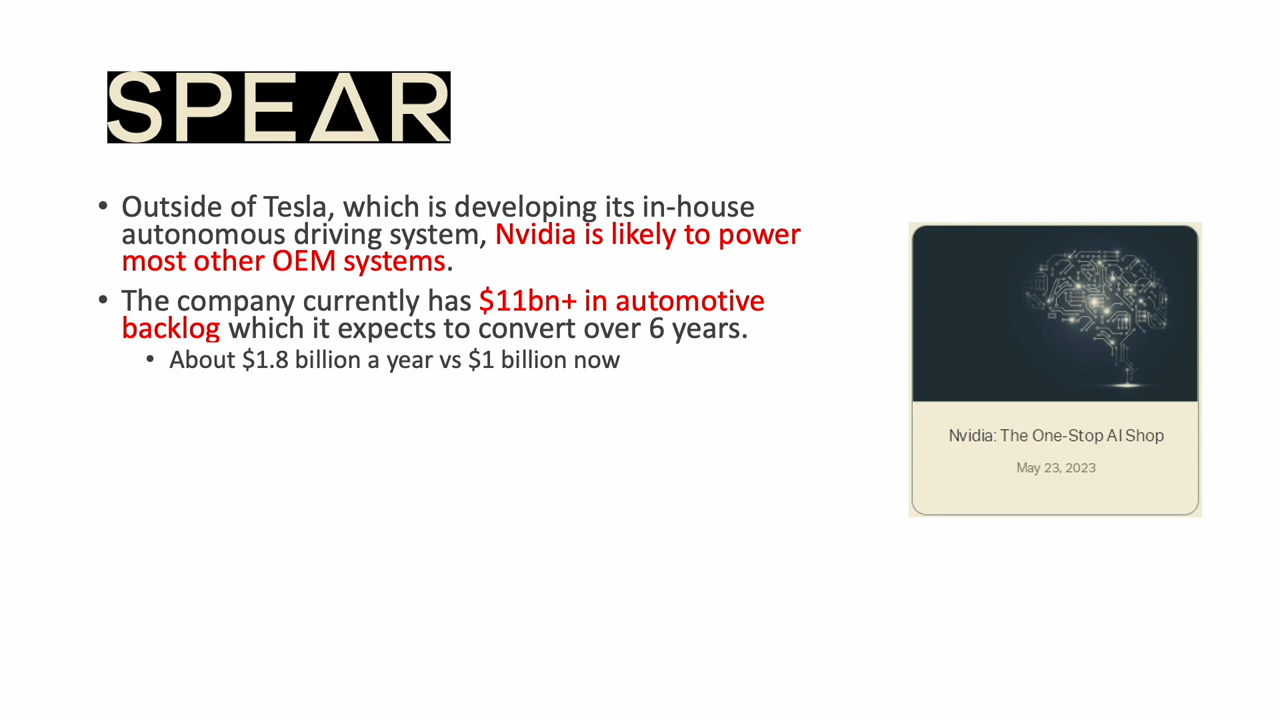 SPEAR
• Outside of Tesla, which is developing its in-house
autonomous driving system, Nvidia is likely to power
most other OEM systems.
• The company currently has $11bn+ in automotive
backlog which it expects to convert over 6 years.
• About $1.8 billion a year vs $1 billion now
Nvidia: The One-Stop AI Shop
May 23, 2023